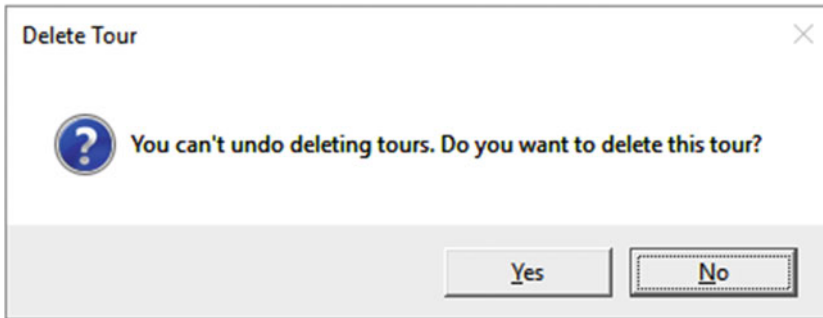 Delete Tour
You can't undo deleting tours. Do you want to delete this tour?
Yes
No